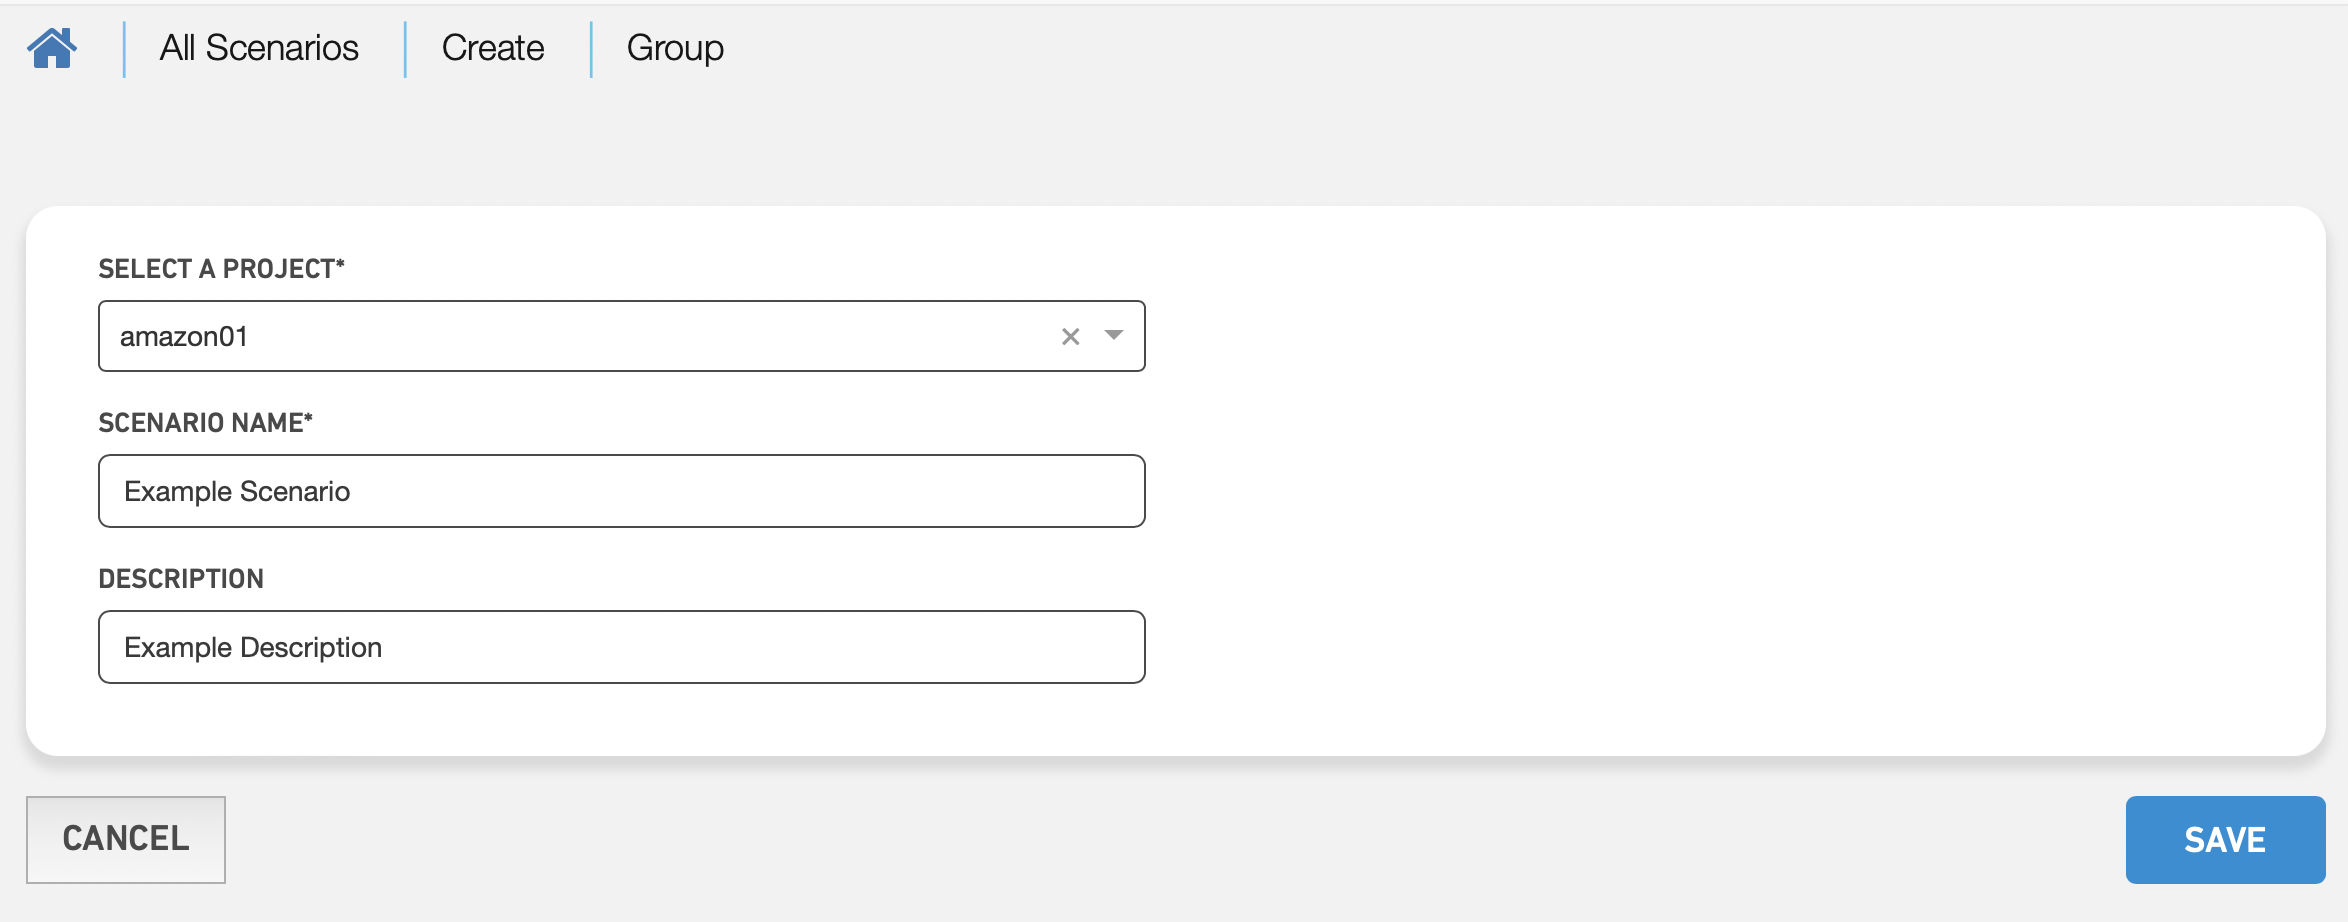 All Scenarios Create Group
SELECT A PROJECT*
amazon01
SCENARIO NAME*
Example Scenario
DESCRIPTION
Example Description
CANCEL SAVE